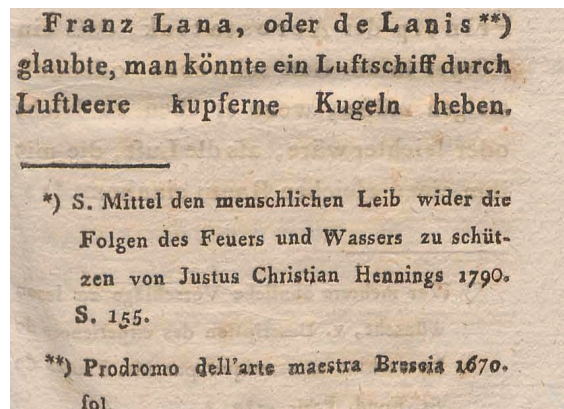 Franz Lana, oder de Lanis **)
glaubte, man könnte ein Luftschiff durch
Luftleere kupferne Kugeln heben.
*) S. Mittel den menschlichen Leib wider die
Folgen des Feuers und Wassers zu schüt-
zen von Justus Christian Hennings 1790.
S. 155.
**) Prodromo dell'arte maestra Brescia 1670.
fol.